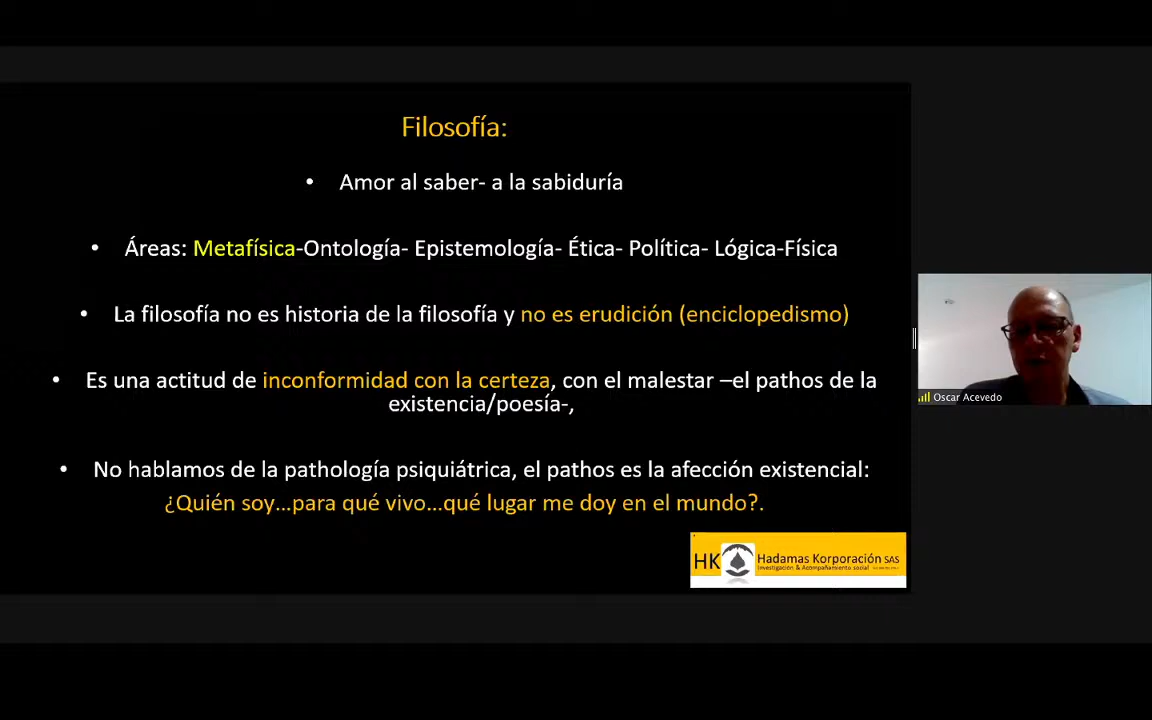 Filosofía:
• Amor al saber- a la sabiduría
• Áreas: Metafísica-Ontología- Epistemología- Ética- Política- Lógica-Física
• La filosofía no es historia de la filosofía y no es erudición (enciclopedismo)
• Es una actitud de inconformidad con la certeza, con el malestar –el pathos de la
existencia/poesía-,
• No hablamos de la pathología psiquiátrica, el pathos es la afección existencial:
¿Quién soy...para qué vivo...qué lugar me doy en el mundo?.
HK Hadamas Korporación SAS
Investigación & Acompañamiento social
Oscar Acevedo